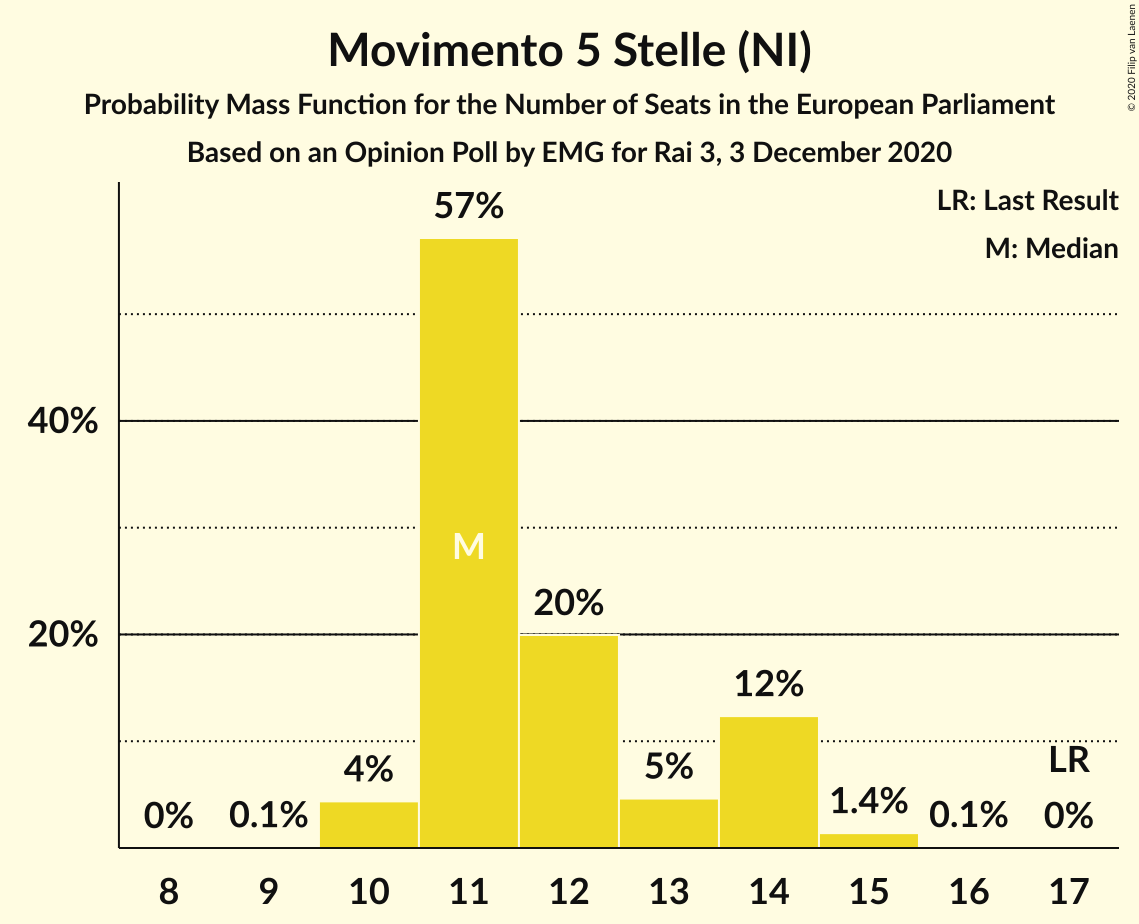 Movimento 5 Stelle (NI)
Probability Mass Function for the Number of Seats in the European Parliament
Based on an Opinion Poll by EMG for Rai 3, 3 December 2020
© 2020 Filip van Laenen
LR: Last Result
M: Median
57%
40%
M
20%
20%
12%
4%
5%
LR
0%
0.1%
1.4%
0.1%
0%
8 9 10 11 12 13 14 15 16 17